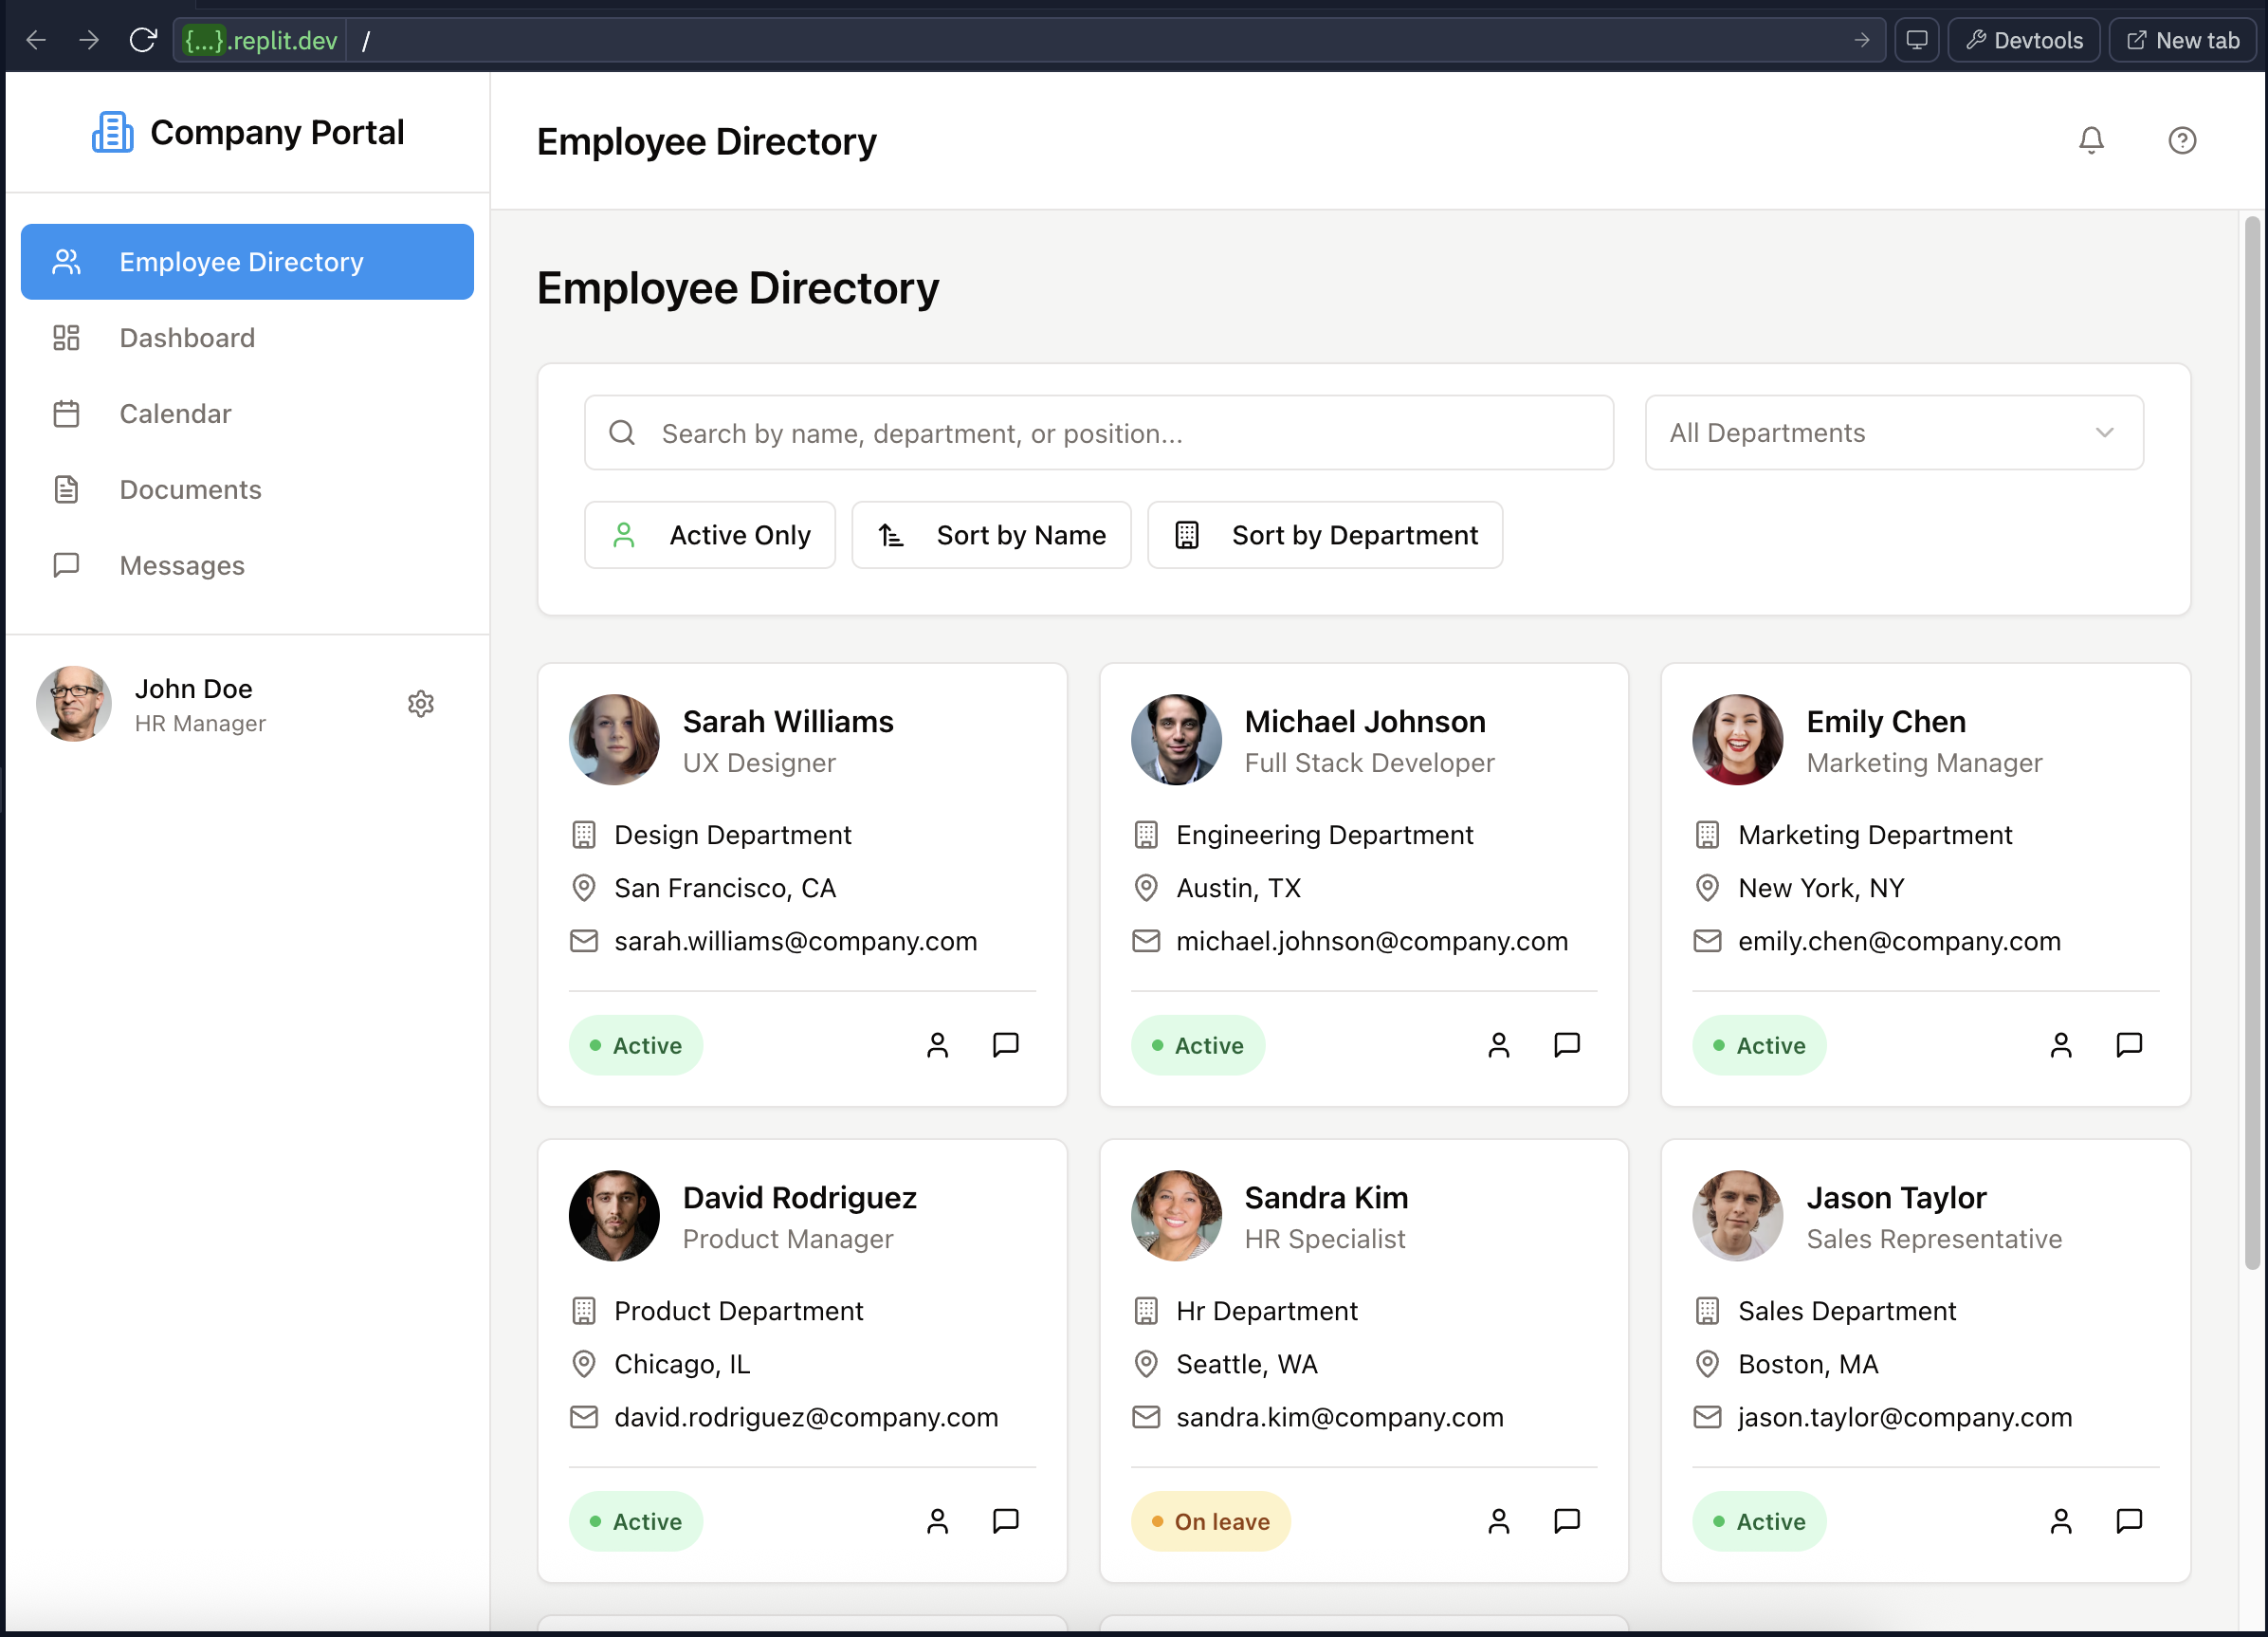 {...}.replit.dev /
Devtools
New tab
Company Portal
Employee Directory
Dashboard
Calendar
Documents
Messages
John Doe
HR Manager
Employee Directory
Employee Directory
Search by name, department, or position...
All Departments
Active Only
Sort by Name
Sort by Department
Sarah Williams
UX Designer
Design Department
San Francisco, CA
sarah.williams@company.com
Active
Michael Johnson
Full Stack Developer
Engineering Department
Austin, TX
michael.johnson@company.com
Active
Emily Chen
Marketing Manager
Marketing Department
New York, NY
emily.chen@company.com
Active
David Rodriguez
Product Manager
Product Department
Chicago, IL
david.rodriguez@company.com
Active
Sandra Kim
HR Specialist
Hr Department
Seattle, WA
sandra.kim@company.com
On leave
Jason Taylor
Sales Representative
Sales Department
Boston, MA
jason.taylor@company.com
Active